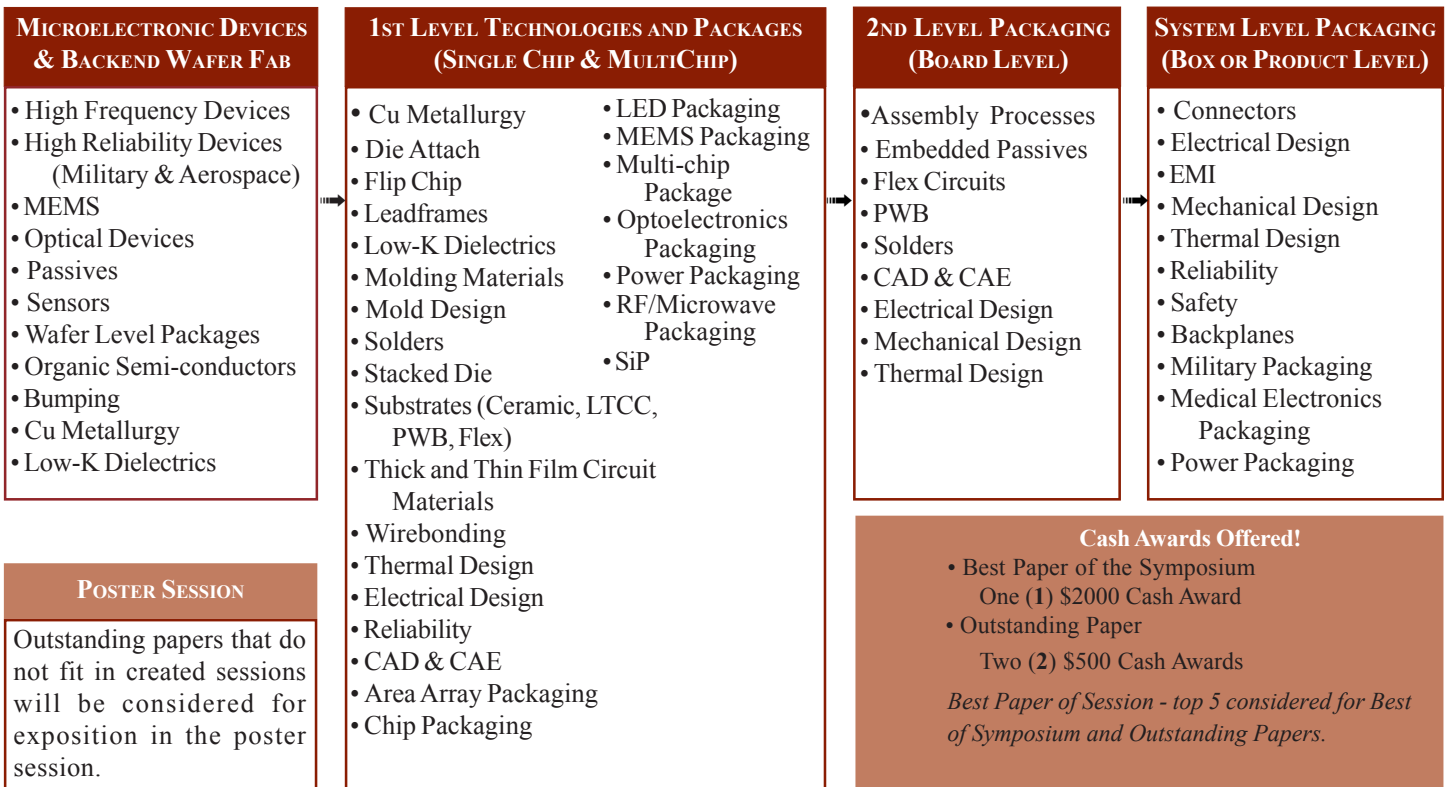 MICROELECTRONIC DEVICES
& BACKEND WAFER FAB
• High Frequency Devices
• High Reliability Devices
(Military & Aerospace)
• MEMS
• Optical Devices
• Passives
• Sensors
• Wafer Level Packages
• Organic Semi-conductors
• Bumping
• Cu Metallurgy
• Low-K Dielectrics
POSTER SESSION
Outstanding papers that do
not fit in created sessions
will be considered for
exposition in the poster
session.
1ST LEVEL TECHNOLOGIES AND PACKAGES
(SINGLE CHIP & MULTICHIP)
• Cu Metallurgy
• Die Attach
• Flip Chip
• Leadframes
• Low-K Dielectrics
• Molding Materials
• Mold Design
• Solders
• Stacked Die
• Substrates (Ceramic, LTCC,
PWB, Flex)
• Thick and Thin Film Circuit
Materials
• Wirebonding
• Thermal Design
• Electrical Design
• Reliability
• CAD & CAE
• Area Array Packaging
• Chip Packaging
• LED Packaging
• MEMS Packaging
• Multi-chip
Package
• Optoelectronics
Packaging
• Power Packaging
• RF/Microwave
Packaging
• SiP
2ND LEVEL PACKAGING
(BOARD LEVEL)
• Assembly Processes
• Embedded Passives
• Flex Circuits
• PWB
• Solders
• CAD & CAE
• Electrical Design
• Mechanical Design
• Thermal Design
SYSTEM LEVEL PACKAGING
(BOX OR PRODUCT LEVEL)
• Connectors
• Electrical Design
• EMI
• Mechanical Design
• Thermal Design
• Reliability
• Safety
• Backplanes
• Military Packaging
• Medical Electronics
Packaging
• Power Packaging
Cash Awards Offered!
• Best Paper of the Symposium
One (1) $2000 Cash Award
• Outstanding Paper
Two (2) $500 Cash Awards
Best Paper of Session - top 5 considered for Best
of Symposium and Outstanding Papers.